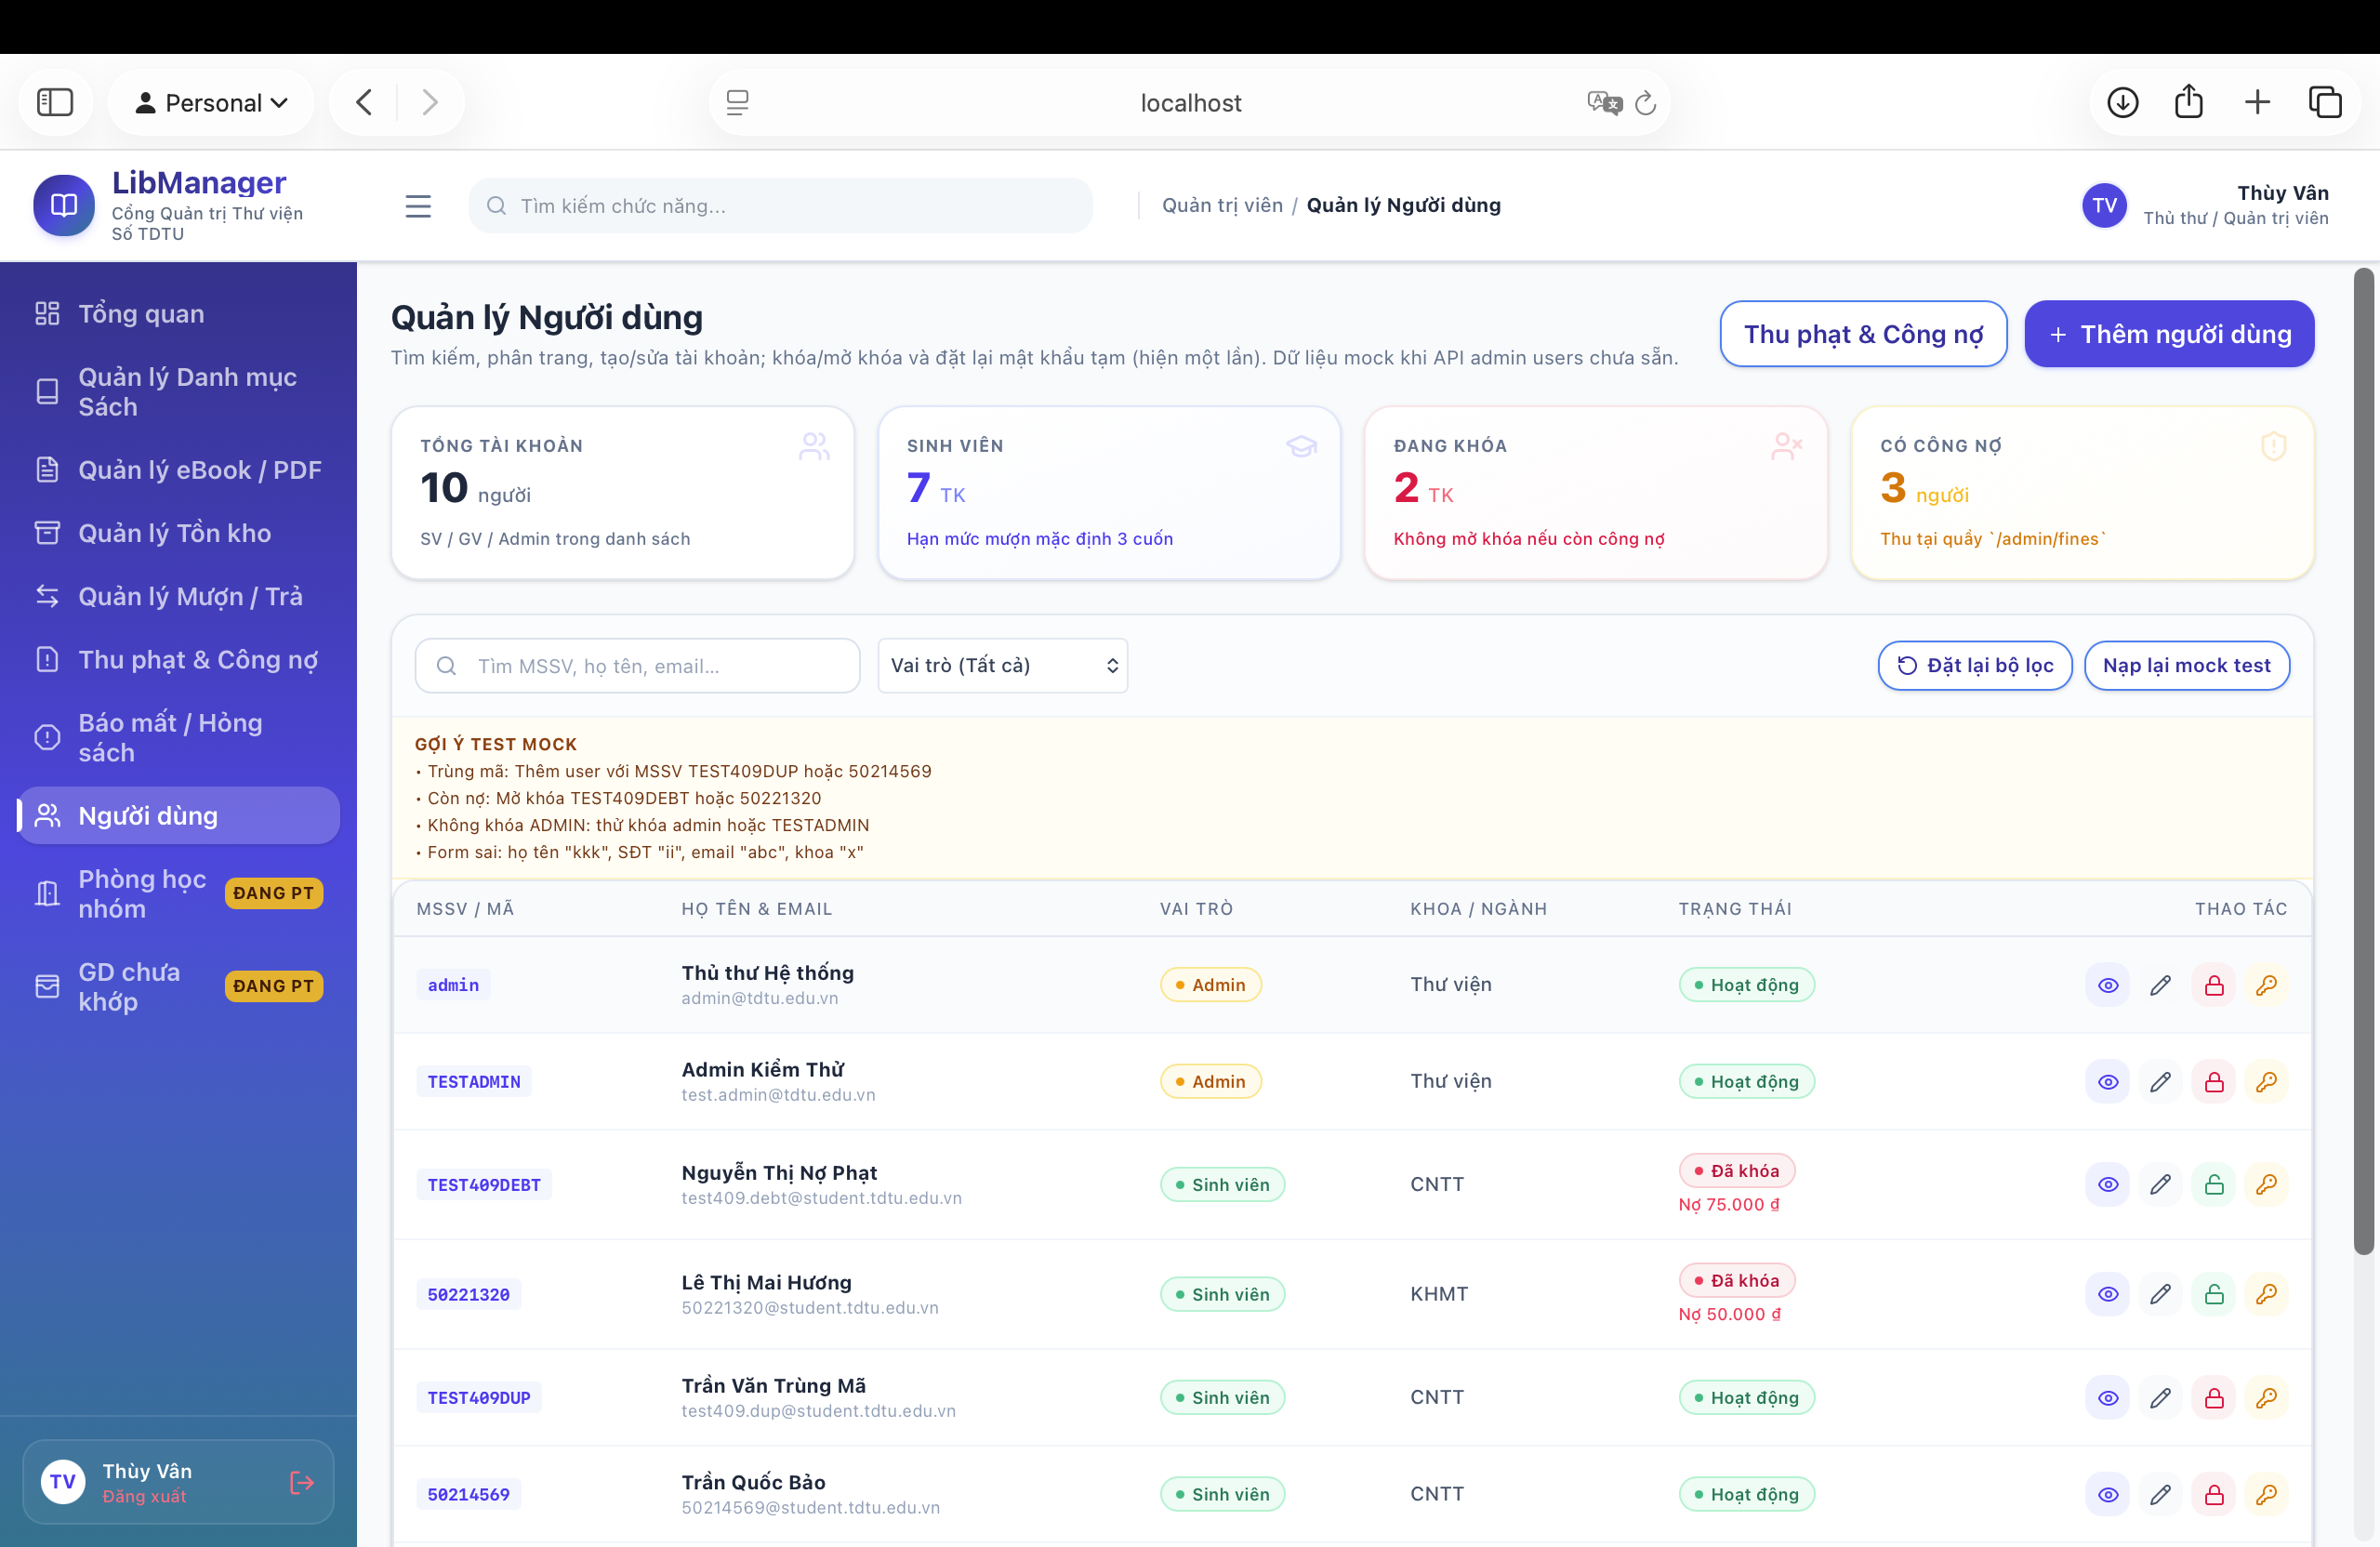 Personal
localhost
LibManager
Cổng Quản trị Thư viện
Số TDTU
Tìm kiếm chức năng...
Quản trị viên / Quản lý Người dùng
TV
Thùy Vân
Thủ thư / Quản trị viên
Tổng quan
Quản lý Danh mục
Sách
Quản lý eBook / PDF
Quản lý Tồn kho
Quản lý Mượn / Trả
Thu phạt & Công nợ
Báo mất / Hỏng
sách
Người dùng
Phòng học
nhóm
ĐANG PT
GD chưa
khớp
ĐANG PT
TV
Thùy Vân
Đăng xuất
Quản lý Người dùng
Tìm kiếm, phân trang, tạo/sửa tài khoản; khóa/mở khóa và đặt lại mật khẩu tạm (hiện một lần). Dữ liệu mock khi API admin users chưa sẵn.
Thu phạt & Công nợ
+ Thêm người dùng
TỔNG TÀI KHOẢN
10 người
SV / GV / Admin trong danh sách
SINH VIÊN
7 TK
Hạn mức mượn mặc định 3 cuốn
ĐANG KHÓA
2 TK
Không mở khóa nếu còn công nợ
CÓ CÔNG NỢ
3 người
Thu tại quầy `/admin/fines`
Tìm MSSV, họ tên, email...
Vai trò (Tất cả)
Đặt lại bộ lọc
Nạp lại mock test
GỢI Ý TEST MOCK
• Trùng mã: Thêm user với MSSV TEST409DUP hoặc 50214569
• Còn nợ: Mở khóa TEST409DEBT hoặc 50221320
• Không khóa ADMIN: thử khóa admin hoặc TESTADMIN
• Form sai: họ tên "kkk", SĐT "ii", email "abc", khoa "x"
MSSV / MÃ HỌ TÊN & EMAIL VAI TRÒ KHOA / NGÀNH TRẠNG THÁI THAO TÁC
admin
Thủ thư Hệ thống
admin@tdtu.edu.vn
Admin
Thư viện
Hoạt động
TESTADMIN
Admin Kiểm Thử
test.admin@tdtu.edu.vn
Admin
Thư viện
Hoạt động
TEST409DEBT
Nguyễn Thị Nợ Phạt
test409.debt@student.tdtu.edu.vn
Sinh viên
CNTT
Đã khóa
Nợ 75.000 ₫
50221320
Lê Thị Mai Hương
50221320@student.tdtu.edu.vn
Sinh viên
KHMT
Đã khóa
Nợ 50.000 ₫
TEST409DUP
Trần Văn Trùng Mã
test409.dup@student.tdtu.edu.vn
Sinh viên
CNTT
Hoạt động
50214569
Trần Quốc Bảo
50214569@student.tdtu.edu.vn
Sinh viên
CNTT
Hoạt động